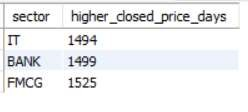 sector higher_closed_price_days
IT 1494
BANK 1499
FMCG 1525